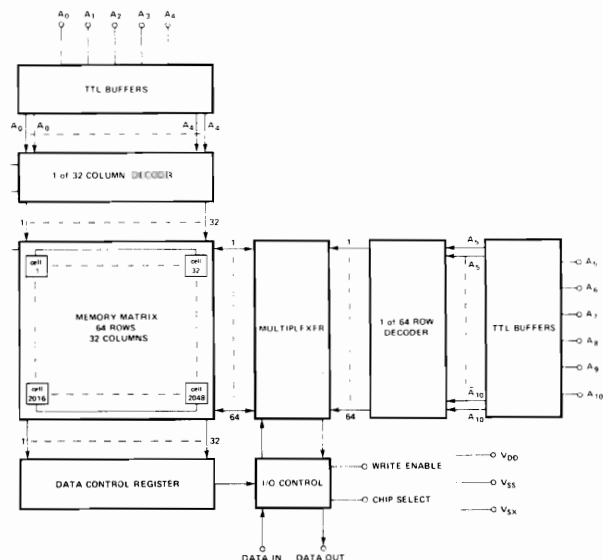 A0 A1 A2 A3 A4
TTL BUFFERS
A0 A0 A4 A4
1 of 32 COLUMN DECODER
1 32
cell 1
cell 32
MEMORY MATRIX
64 ROWS
32 COLUMNS
cell 2016
cell 2048
1
64
MULTIPLEXER
1
64
1 of 64 ROW
DECODER
A5
A5
A10
A10
TTL BUFFERS
A5
A6
A7
A8
A9
A10
1 32
DATA CONTROL REGISTER
I/O CONTROL
WRITE ENABLE
CHIP SELECT
VDD
VSS
VSX
DATA IN DATA OUT